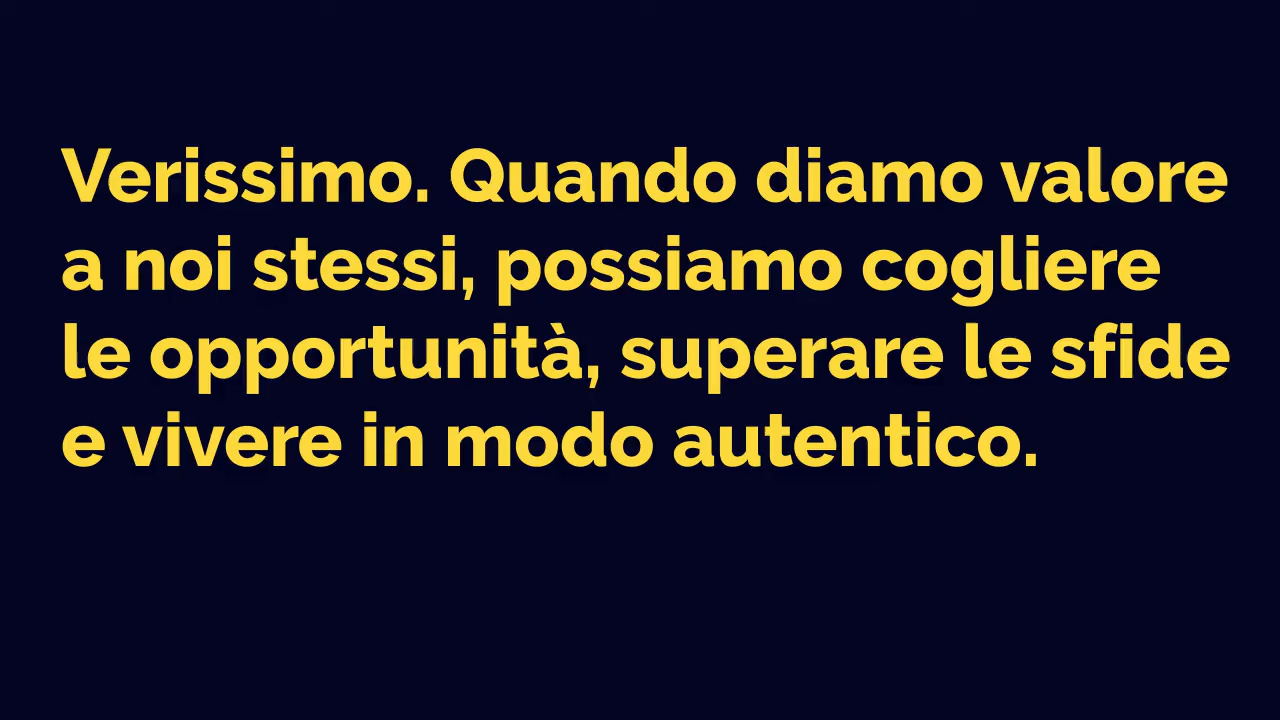 Verissimo. Quando diamo valore
a noi stessi, possiamo cogliere
le opportunità, superare le sfide
e vivere in modo autentico.